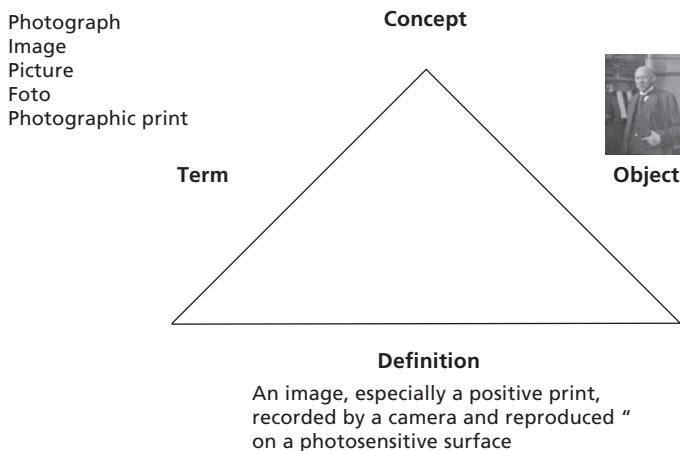 Photograph
Image
Picture
Foto
Photographic print
Concept
Term
Object
Definition
An image, especially a positive print,
recorded by a camera and reproduced “
on a photosensitive surface